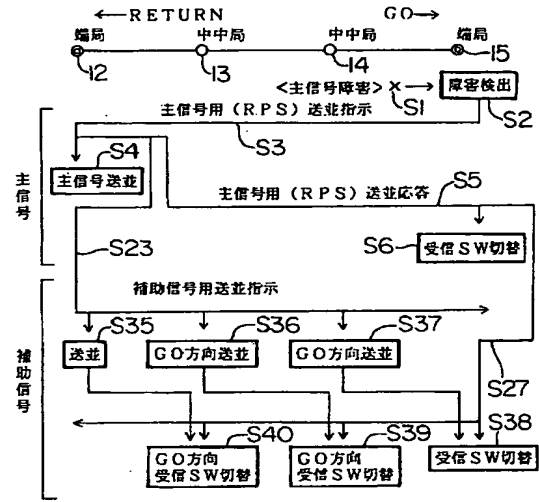 ←RETURN GO→
端局 中中局 中中局 端局
12 13 14 15
<主信号障害> × → 障害検出
S1 S2
主信号用(RPS)送並指示
S3
S4
主信号送並
主信号
主信号用(RPS)送並応答
S5
S23
S6
受信SW切替
補助信号用送並指示
S35 S36 S37
送並 GO方向送並 GO方向送並
S27
補助信号
S40 S39 S38
GO方向 GO方向 受信SW切替
受信SW切替 受信SW切替